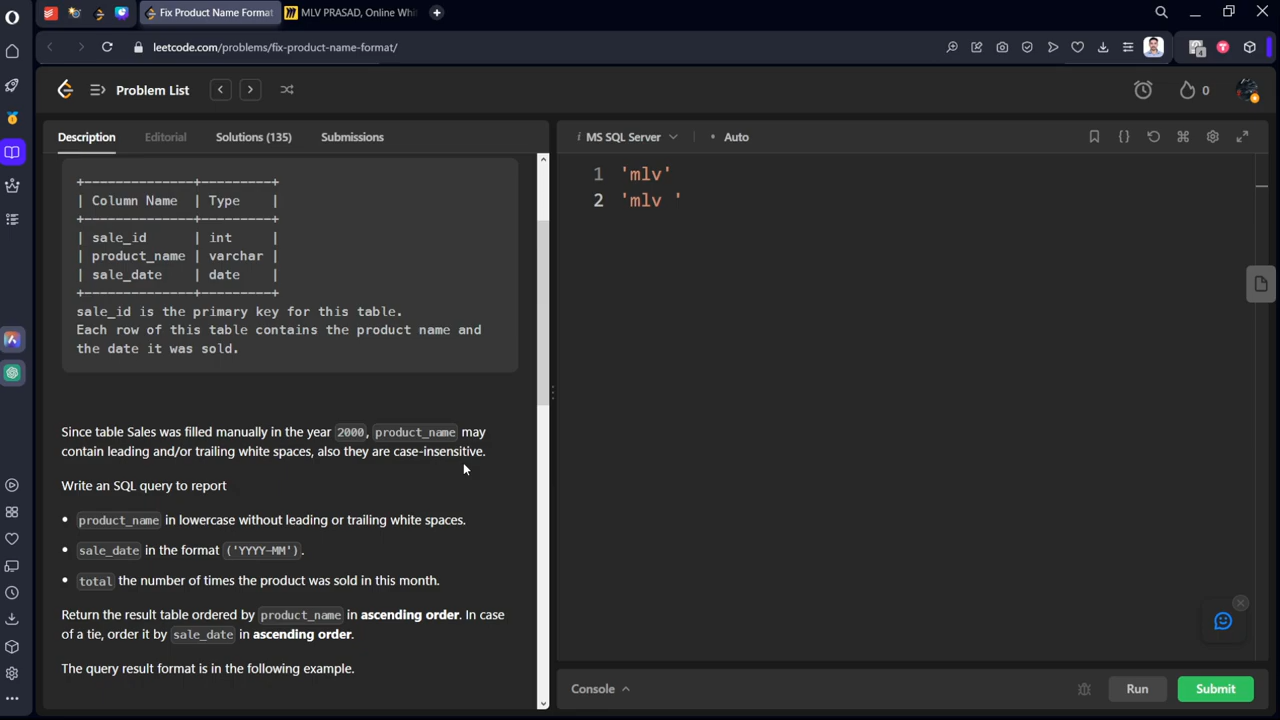 Fix Product Name Format
MLV PRASAD, Online Whi
leetcode.com/problems/fix-product-name-format/
4
Problem List
0
Description
Editorial
Solutions (135)
Submissions
i MS SQL Server
• Auto
+--------------+---------+
| Column Name | Type |
+--------------+---------+
| sale_id | int |
| product_name | varchar |
| sale_date | date |
+--------------+---------+
sale_id is the primary key for this table.
Each row of this table contains the product name and
the date it was sold.
Since table Sales was filled manually in the year 2000, product_name may
contain leading and/or trailing white spaces, also they are case-insensitive.
Write an SQL query to report
• product_name in lowercase without leading or trailing white spaces.
• sale_date in the format ('YYYY-MM').
• total the number of times the product was sold in this month.
Return the result table ordered by product_name in ascending order. In case
of a tie, order it by sale_date in ascending order.
The query result format is in the following example.
1 'mlv'
2 'mlv '
Console
Run
Submit